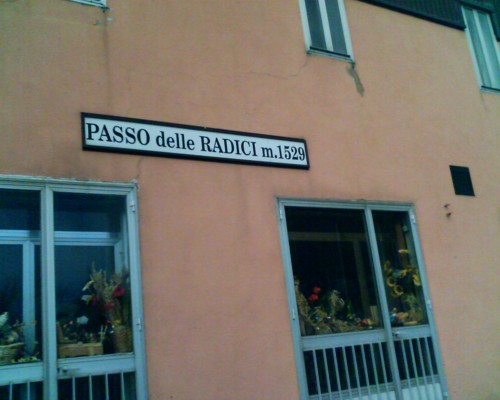 PASSO delle RADICI m.1529